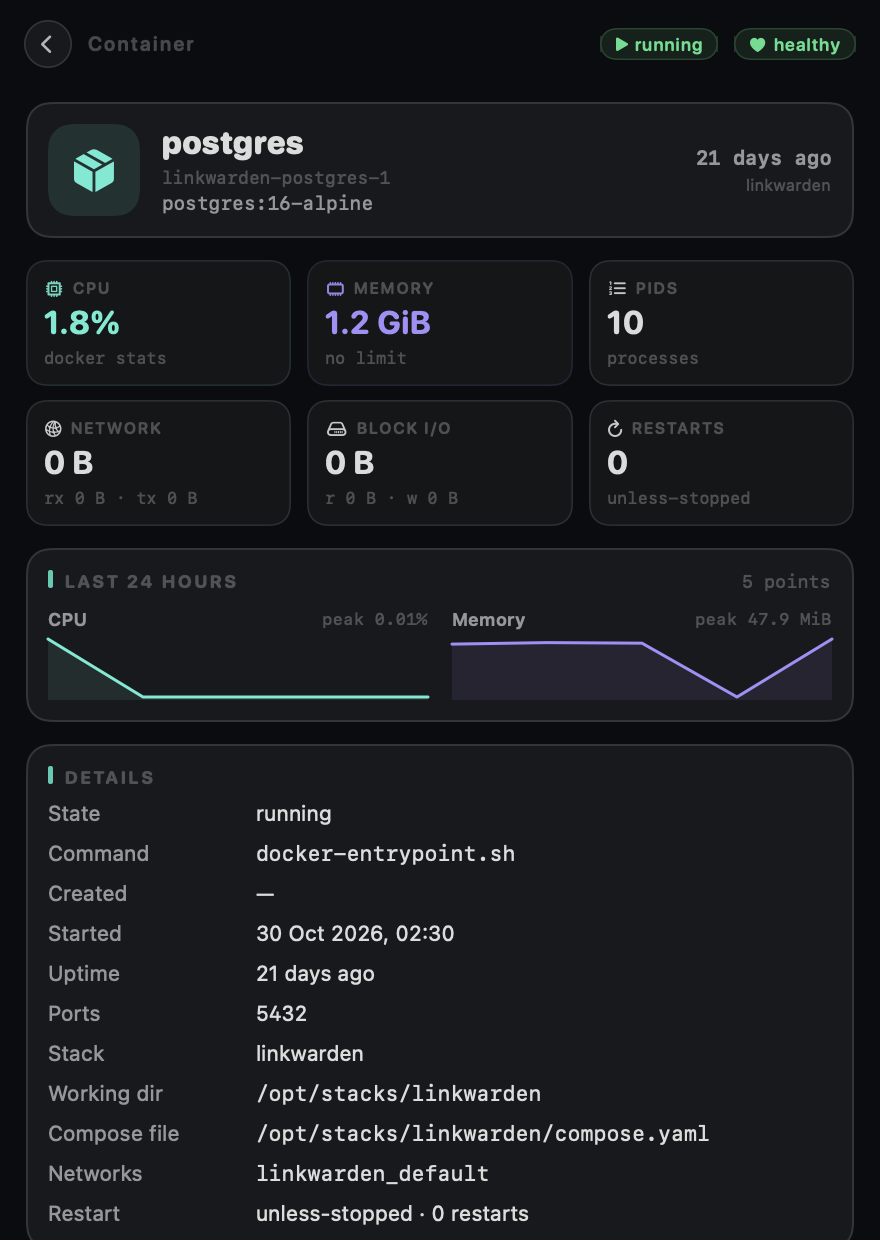 Container
running
healthy
postgres
linkwarden-postgres-1
postgres:16-alpine
21 days ago
linkwarden
CPU
1.8%
docker stats
MEMORY
1.2 GiB
no limit
PIDS
10
processes
NETWORK
0 B
rx 0 B · tx 0 B
BLOCK I/O
0 B
r 0 B · w 0 B
RESTARTS
0
unless-stopped
LAST 24 HOURS
5 points
CPU
peak 0.01%
Memory
peak 47.9 MiB
DETAILS
State running
Command docker-entrypoint.sh
Created —
Started 30 Oct 2026, 02:30
Uptime 21 days ago
Ports 5432
Stack linkwarden
Working dir /opt/stacks/linkwarden
Compose file /opt/stacks/linkwarden/compose.yaml
Networks linkwarden_default
Restart unless-stopped · 0 restarts